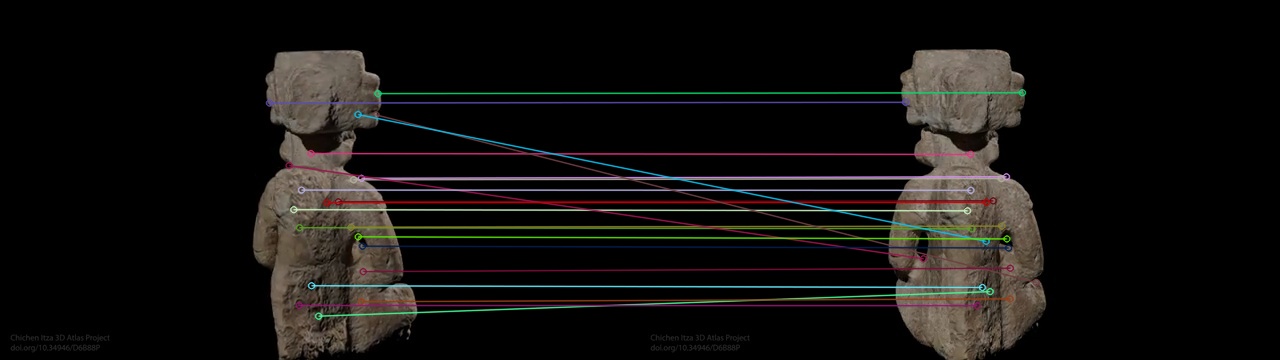 Chichen Itza 3D Atlas Project
doi.org/10.34946/D6B88P
Chichen Itza 3D Atlas Project
doi.org/10.34946/D6B88P